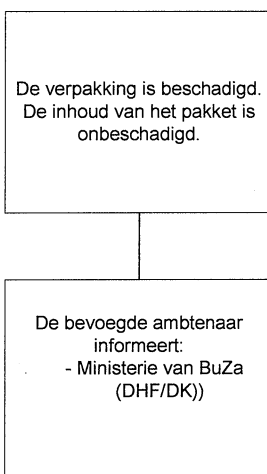 De verpakking is beschadigd.
De inhoud van het pakket is
onbeschadigd.
De bevoegde ambtenaar
informeert:
- Ministerie van BuZa
(DHF/DK))